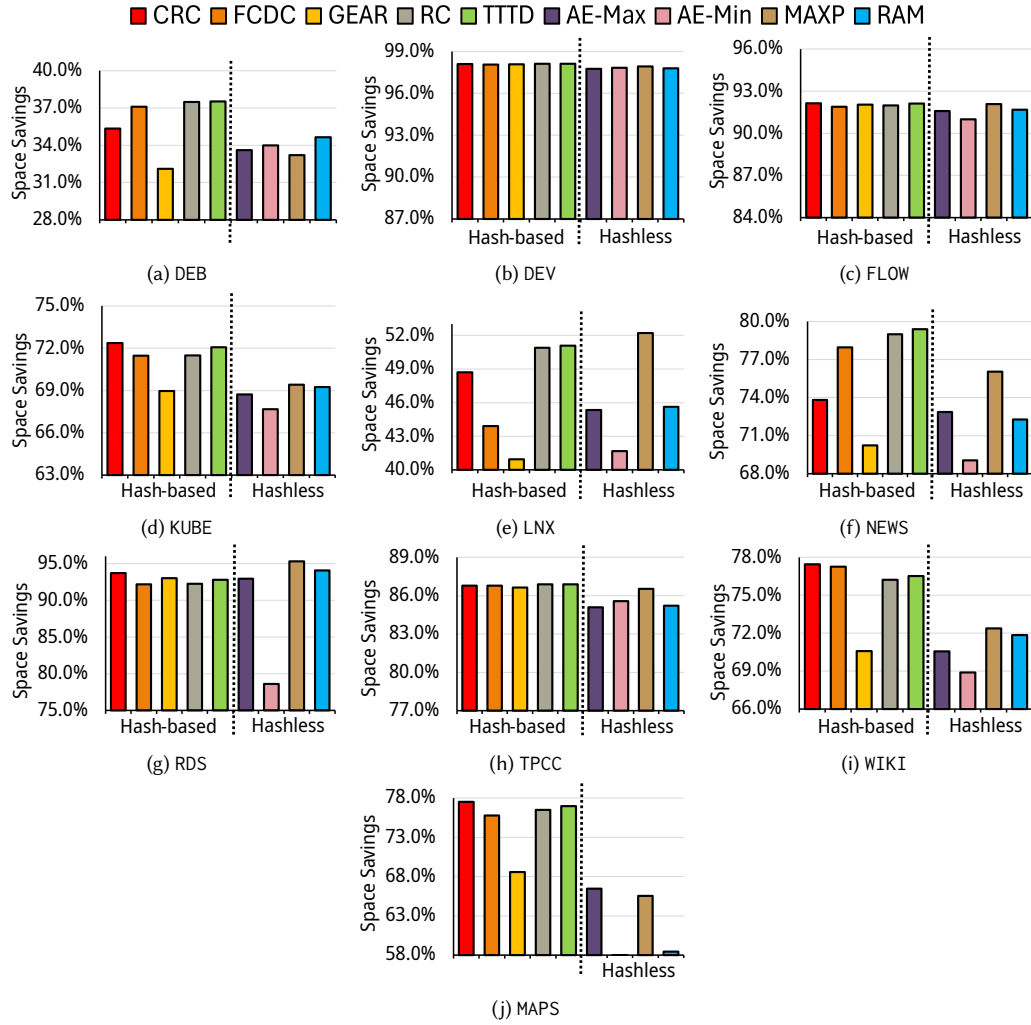 CRC FCDC GEAR RC TTTD AE-Max AE-Min MAXP RAM
Space Savings
40.0%
37.0%
34.0%
31.0%
28.0%
(a) DEB
Space Savings
99.0%
96.0%
93.0%
90.0%
87.0%
Hash-based Hashless
(b) DEV
Space Savings
96.0%
93.0%
90.0%
87.0%
84.0%
Hash-based Hashless
(c) FLOW
Space Savings
75.0%
72.0%
69.0%
66.0%
63.0%
Hash-based Hashless
(d) KUBE
Space Savings
52.0%
49.0%
46.0%
43.0%
40.0%
Hash-based Hashless
(e) LNX
Space Savings
80.0%
77.0%
74.0%
71.0%
68.0%
Hash-based Hashless
(f) NEWS
Space Savings
95.0%
90.0%
85.0%
80.0%
75.0%
Hash-based Hashless
(g) RDS
Space Savings
89.0%
86.0%
83.0%
80.0%
77.0%
Hash-based Hashless
(h) TPCC
Space Savings
78.0%
75.0%
72.0%
69.0%
66.0%
Hash-based Hashless
(i) WIKI
Space Savings
78.0%
73.0%
68.0%
63.0%
58.0%
Hashless
(j) MAPS